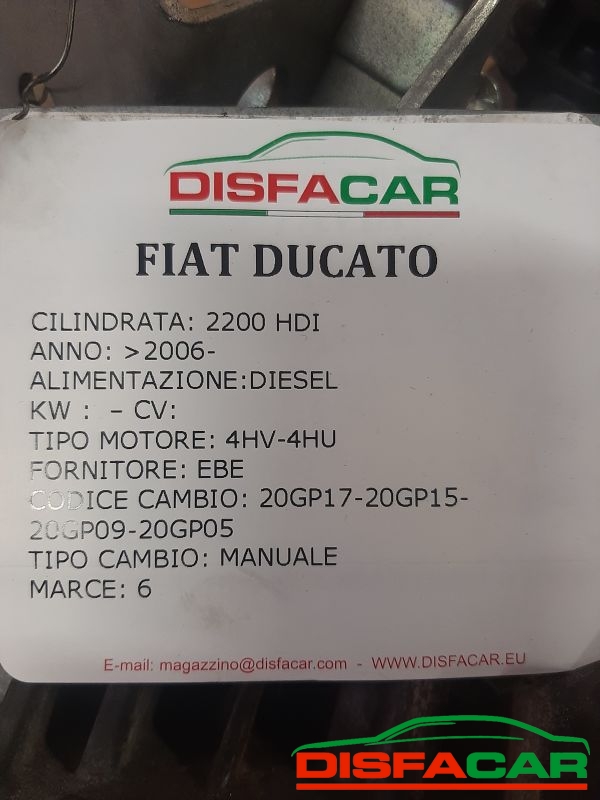 DISFACAR
FIAT DUCATO
CILINDRATA: 2200 HDI
ANNO: >2006-
ALIMENTAZIONE:DIESEL
KW :  – CV:
TIPO MOTORE: 4HV-4HU
FORNITORE: EBE
CODICE CAMBIO: 20GP17-20GP15-
20GP09-20GP05
TIPO CAMBIO: MANUALE
MARCE: 6
E-mail: magazzino@disfacar.com - WWW.DISFACAR.EU
DISFACAR